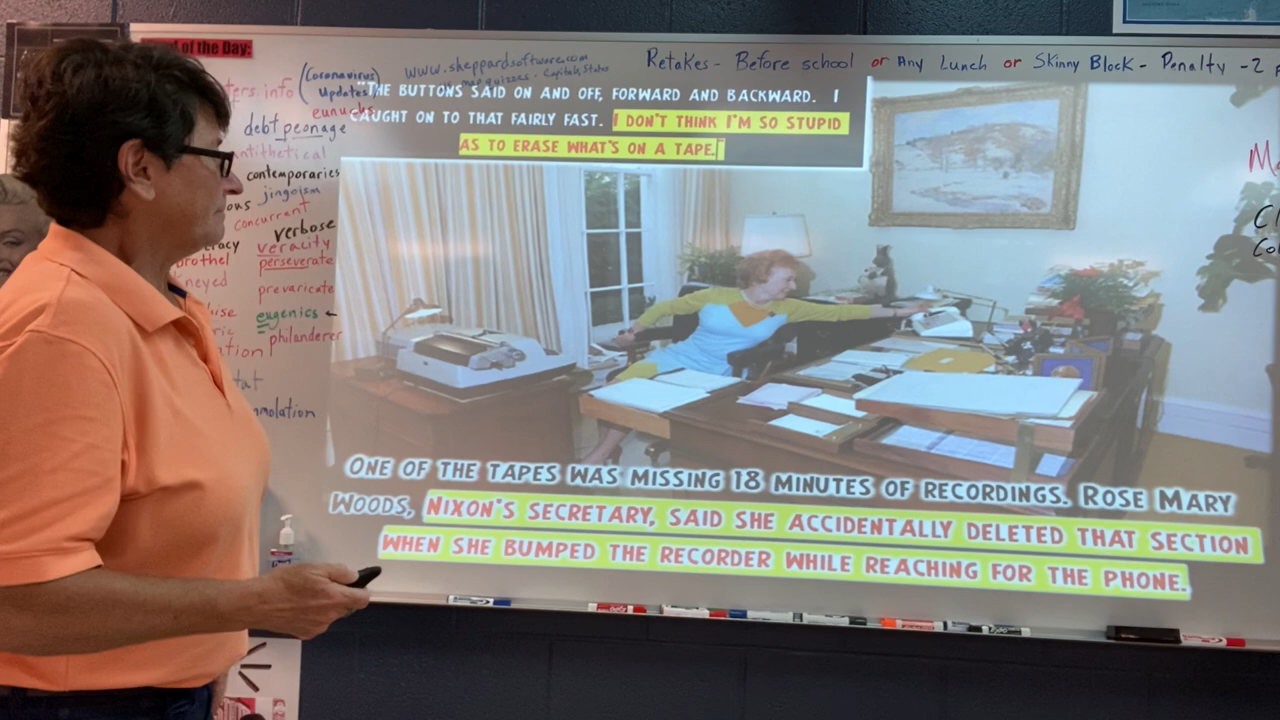 of the Day:
www.sheppardsoftware.com
map quizzes - Capitals, States
Retakes - Before school or Any Lunch or Skinny Block - Penalty -2
(Coronavirus)
Updates
info
eunuchs
debt peonage
antithetical
contemporaries
jingoism
concurrent
verbose
veracity
brothel
perseverate
prevaricate
eugenics
philanderer
THE BUTTONS SAID ON AND OFF, FORWARD AND BACKWARD. I
CAUGHT ON TO THAT FAIRLY FAST. I DON'T THINK I'M SO STUPID
AS TO ERASE WHAT'S ON A TAPE.
ONE OF THE TAPES WAS MISSING 18 MINUTES OF RECORDINGS. ROSE MARY
WOODS, NIXON'S SECRETARY, SAID SHE ACCIDENTALLY DELETED THAT SECTION
WHEN SHE BUMPED THE RECORDER WHILE REACHING FOR THE PHONE.